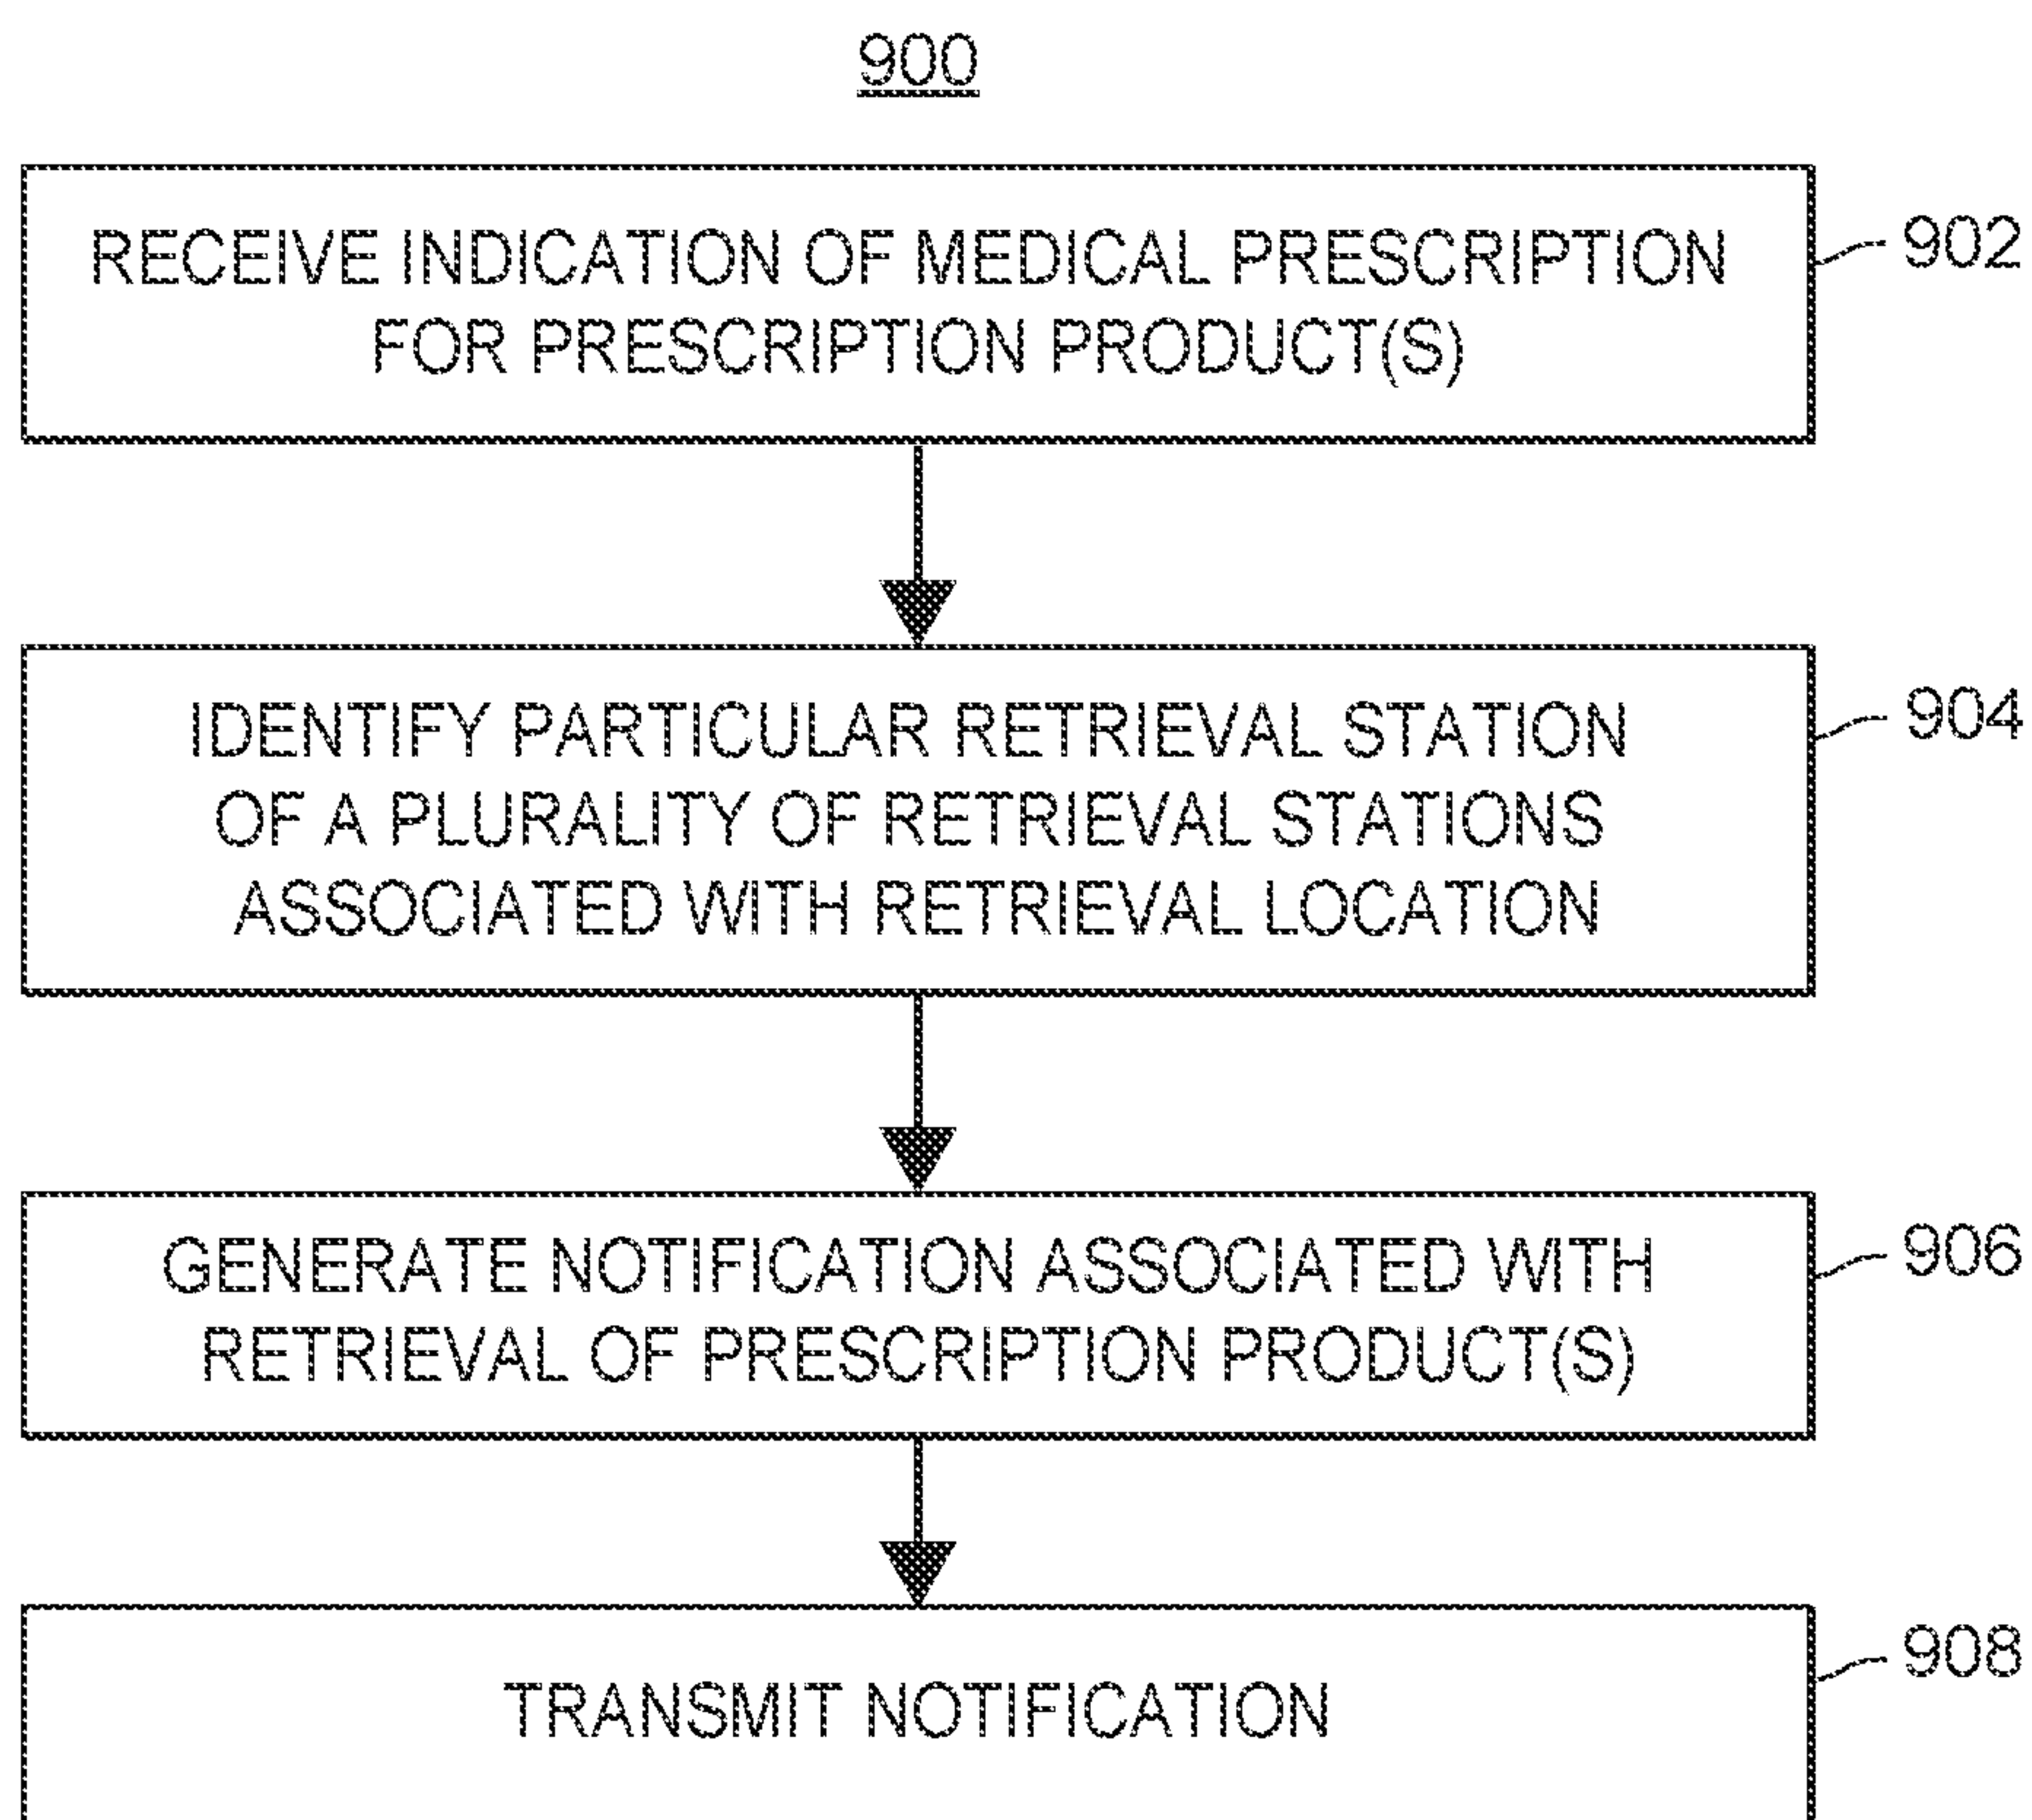 900
RECEIVE INDICATION OF MEDICAL PRESCRIPTION
FOR PRESCRIPTION PRODUCT(S)
902
IDENTIFY PARTICULAR RETRIEVAL STATION
OF A PLURALITY OF RETRIEVAL STATIONS
ASSOCIATED WITH RETRIEVAL LOCATION
904
GENERATE NOTIFICATION ASSOCIATED WITH
RETRIEVAL OF PRESCRIPTION PRODUCT(S)
906
TRANSMIT NOTIFICATION
908